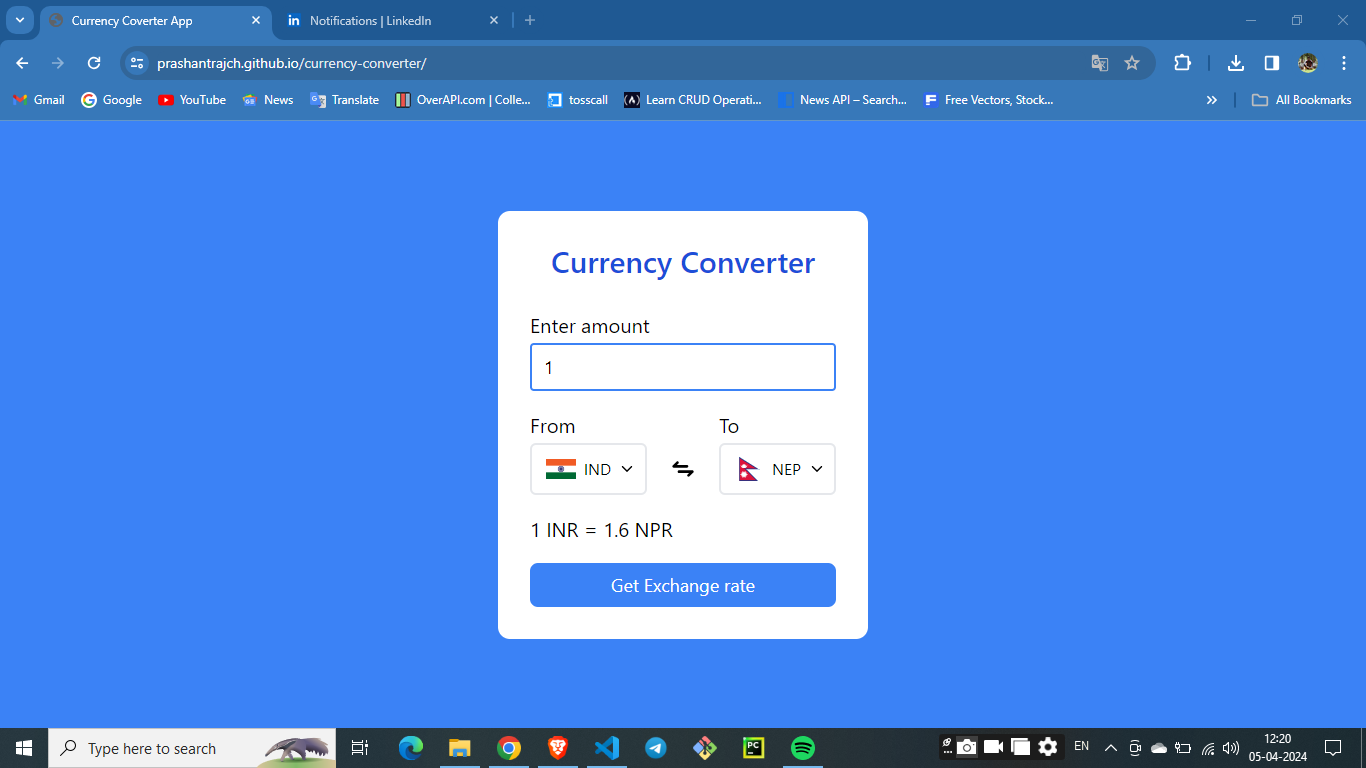 Currency Coverter App
Notifications | LinkedIn
prashantrajch.github.io/currency-converter/
Gmail Google YouTube News Translate OverAPI.com | Colle... tosscall Learn CRUD Operati... News API – Search... Free Vectors, Stock... » All Bookmarks
Currency Converter
Enter amount
1
From To
IND NEP
1 INR = 1.6 NPR
Get Exchange rate
Type here to search
PC
EN
12:20
05-04-2024